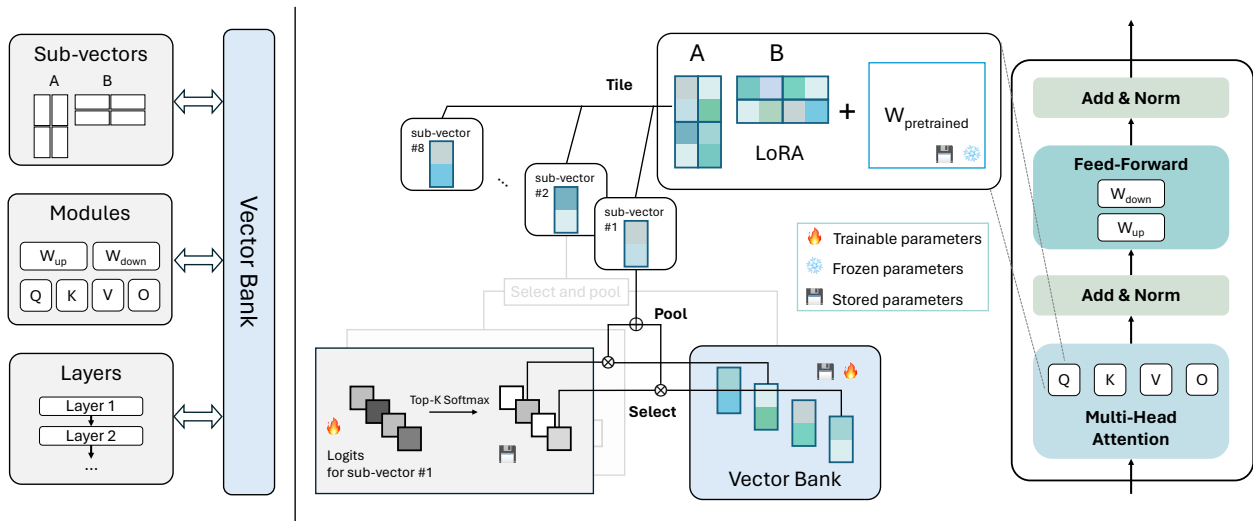 Sub-vectors
A B
Modules
W_up W_down
Q K V O
Layers
Layer 1
Layer 2
...
Vector Bank
Tile
sub-vector
#8
...
sub-vector
#2
sub-vector
#1
A B
LoRA
+
W_pretrained
Trainable parameters
Frozen parameters
Stored parameters
Select and pool
Pool
Select
Top-K Softmax
Logits
for sub-vector #1
Vector Bank
Add & Norm
Feed-Forward
W_down
W_up
Add & Norm
Q K V O
Multi-Head
Attention